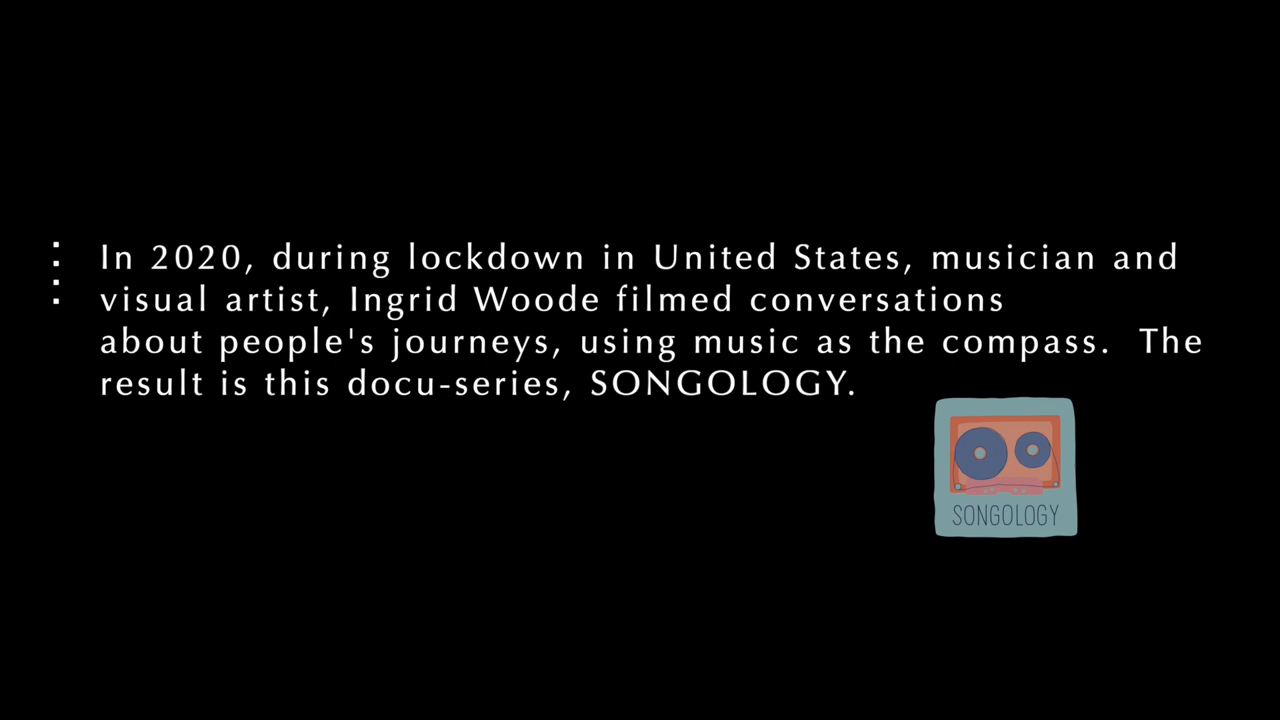 In 2020, during lockdown in United States, musician and
visual artist, Ingrid Woode filmed conversations
about people's journeys, using music as the compass.  The
result is this docu-series, SONGOLOGY.
SONGOLOGY